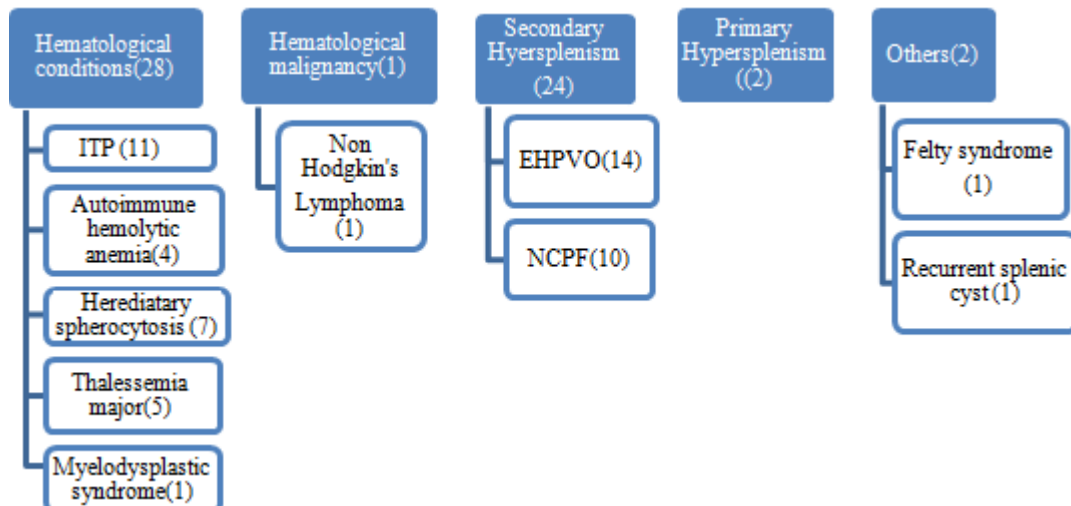 Hematological
conditions(28)
ITP (11)
Autoimmune
hemolytic
anemia(4)
Herediatary
spherocytosis (7)
Thalessemia
major(5)
Myelodysplastic
syndrome(1)
Hematological
malignancy(1)
Non
Hodgkin's
Lymphoma
(1)
Secondary
Hyersplenism
(24)
EHPVO(14)
NCPF(10)
Primary
Hypersplenism
((2)
Others(2)
Felty syndrome
(1)
Recurrent splenic
cyst (1)